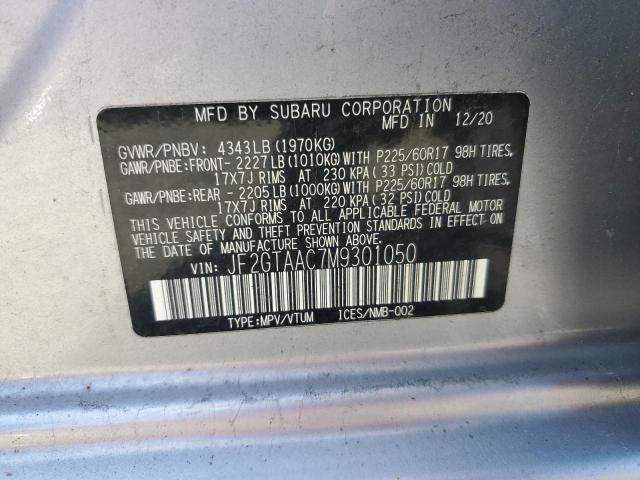 MFD BY SUBARU CORPORATION
MFD IN 12/20
GVWR/PNBV: 4343LB (1970KG)
GAWR/PNBE:FRONT- 2227LB(1010KG)WITH P225/60R17 98H TIRES,
17X7J RIMS AT 230 KPA (33 PSI)COLD
GAWR/PNBE:REAR - 2205LB(1000KG)WITH P225/60R17 98H TIRES,
17X7J RIMS AT 220 KPA (32 PSI)COLD
THIS VEHICLE CONFORMS TO ALL APPLICABLE FEDERAL MOTOR
VEHICLE SAFETY AND THEFT PREVENTION STANDARDS IN EFFECT ON
THE DATE OF MANUFACTURE SHOWN ABOVE.
VIN: JF2GTAAC7M9301050
TYPE:MPV/VTUM ICES/NMB-002